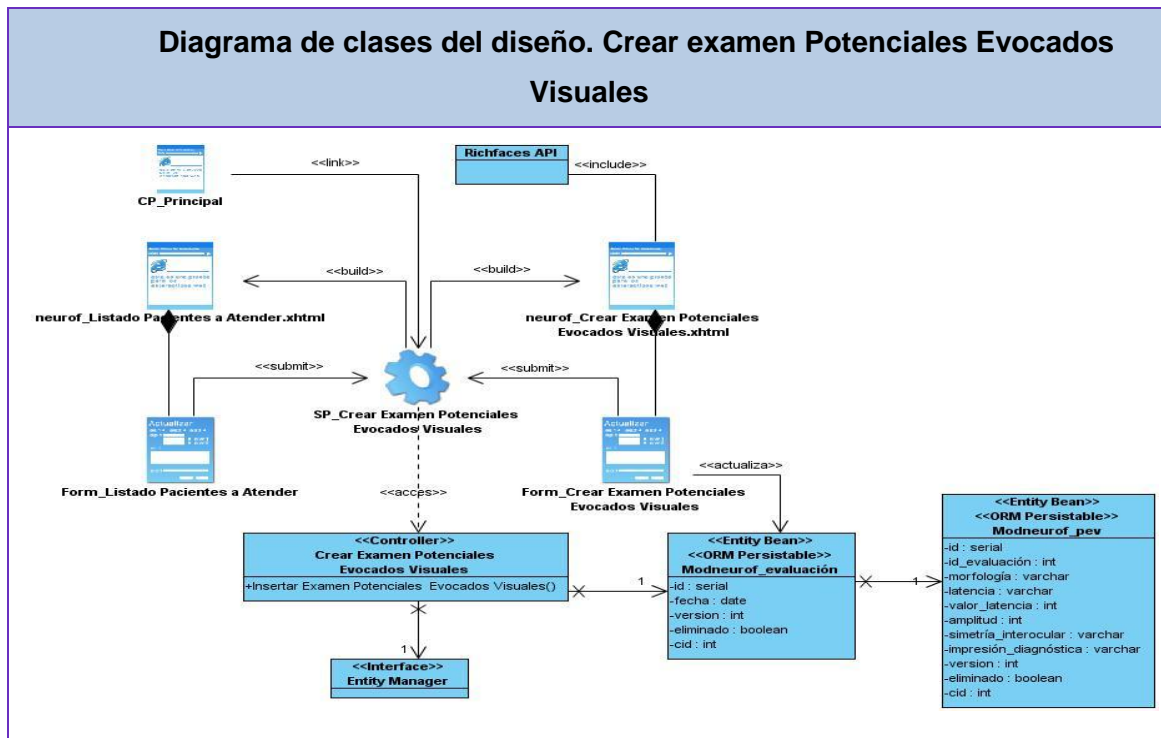 Diagrama de clases del diseño. Crear examen Potenciales Evocados
Visuales
<<link>>
Richfaces API
<<include>>
CP_Principal
<<build>>
<<build>>
neurof_Listado Pacientes a Atender.xhtml
neurof_Crear Examen Potenciales
Evocados Visuales.xhtml
<<submit>>
<<submit>>
SP_Crear Examen Potenciales
Evocados Visuales
Actualizar
Form_Listado Pacientes a Atender
<<acces>>
Form_Crear Examen Potenciales
Evocados Visuales
<<actualiza>>
<<Controller>>
Crear Examen Potenciales
Evocados Visuales
+Insertar Examen Potenciales Evocados Visuales()
1
<<Entity Bean>>
<<ORM Persistable>>
Modneurof_evaluación
-id : serial
-fecha : date
-version : int
-eliminado : boolean
-cid : int
1
<<Entity Bean>>
<<ORM Persistable>>
Modneurof_pev
-id : serial
-id_evaluación : int
-morfología : varchar
-latencia : varchar
-valor_latencia : int
-amplitud : int
-simetría_interocular : varchar
-impresión_diagnóstica : varchar
-version : int
-eliminado : boolean
-cid : int
1
<<Interface>>
Entity Manager